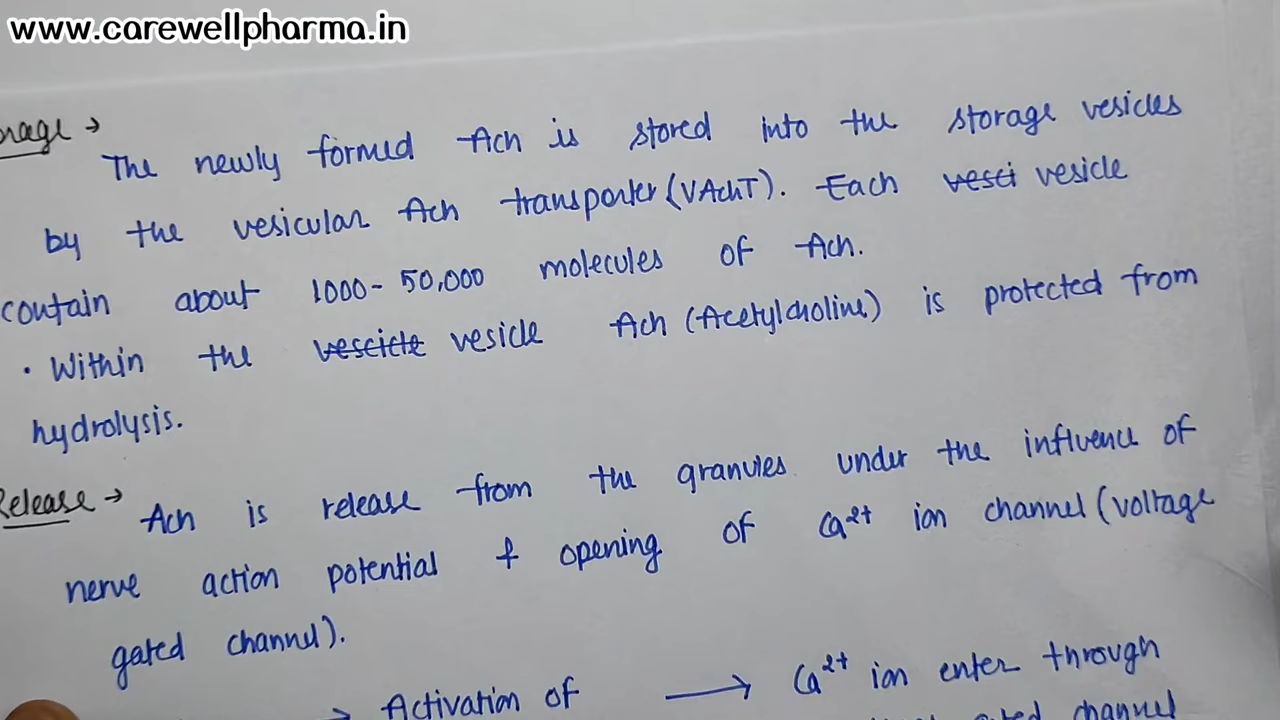 www.carewellpharma.in
orage →
The newly formed Ach is stored into the storage vesicles
by the vesicular Ach transporter (VAchT). Each vesci vesicle
contain about 1000-50,000 molecules of Ach.
• Within the vescicle vesicle Ach (Acetylcholine) is protected from
hydrolysis.
Release → Ach is release from the granules under the influence of
nerve action potential & opening of Ca2+ ion channel (voltage
gated channel).
→ Activation of → Ca2+ ion enter through
gated channel